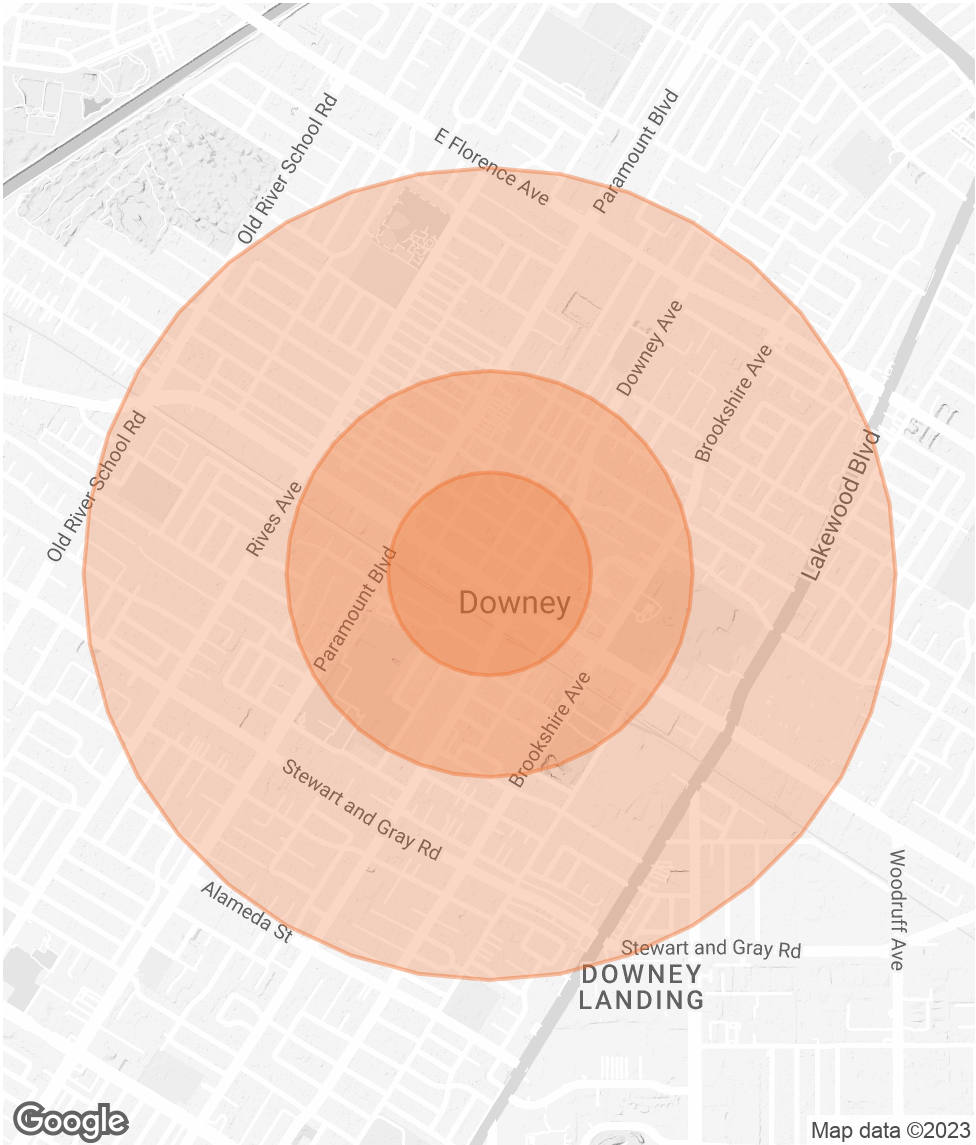 Old River School Rd
E Florence Ave
Paramount Blvd
Downey Ave
Brookshire Ave
Old River School Rd
Rives Ave
Lakewood Blvd
Paramount Blvd
Downey
Brookshire Ave
Stewart and Gray Rd
Alameda St
Woodruff Ave
Stewart and Gray Rd
DOWNEY
LANDING
Google
Map data ©2023